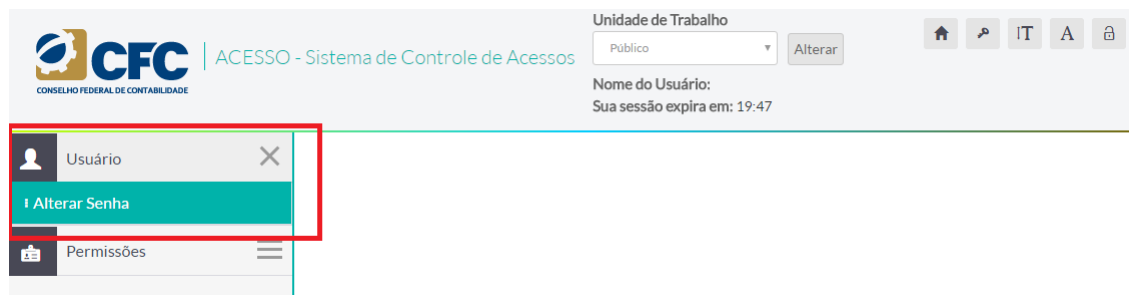 CFC
CONSELHO FEDERAL DE CONTABILIDADE
ACESSO - Sistema de Controle de Acessos
Unidade de Trabalho
Público
Alterar
Nome do Usuário:
Sua sessão expira em: 19:47
IT
A
Usuário
Alterar Senha
Permissões